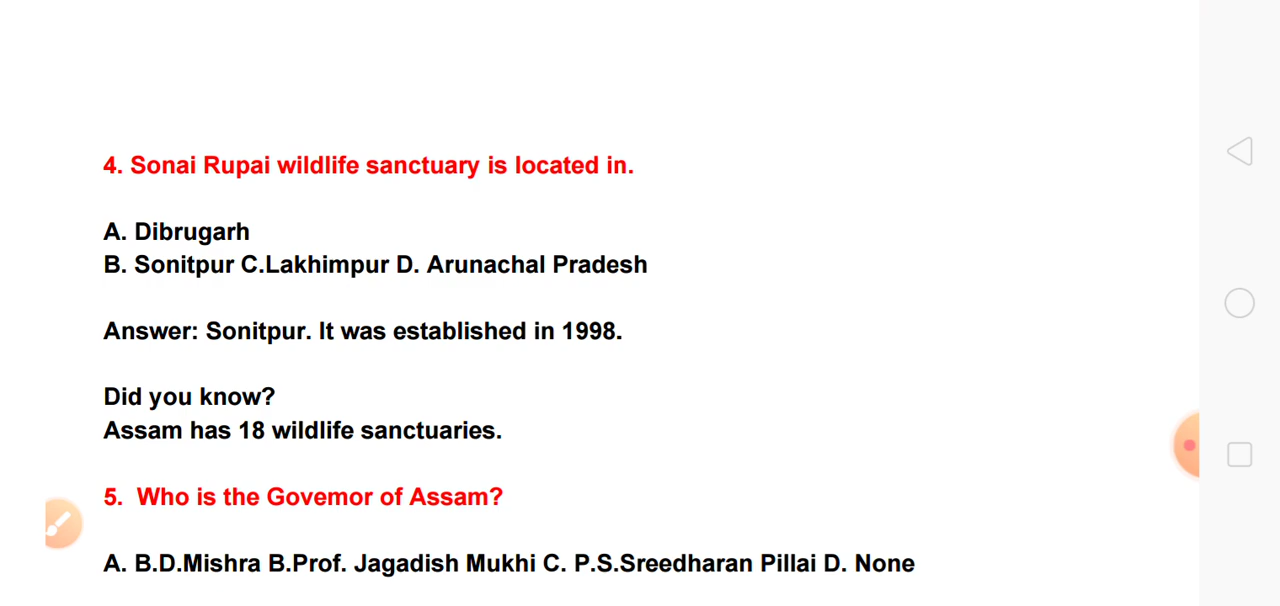 4. Sonai Rupai wildlife sanctuary is located in.
A. Dibrugarh
B. Sonitpur C.Lakhimpur D. Arunachal Pradesh
Answer: Sonitpur. It was established in 1998.
Did you know?
Assam has 18 wildlife sanctuaries.
5. Who is the Govemor of Assam?
A. B.D.Mishra B.Prof. Jagadish Mukhi C. P.S.Sreedharan Pillai D. None